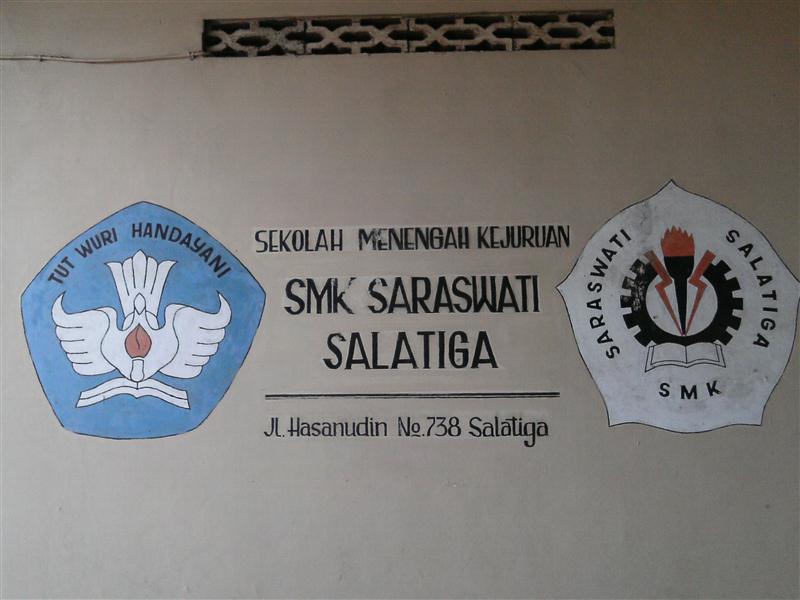 TUT WURI HANDAYANI
SEKOLAH MENENGAH KEJURUAN
SMK SARASWATI
SALATIGA
Jl. Hasanudin No. 738 Salatiga
SARASWATI SALATIGA
SMK